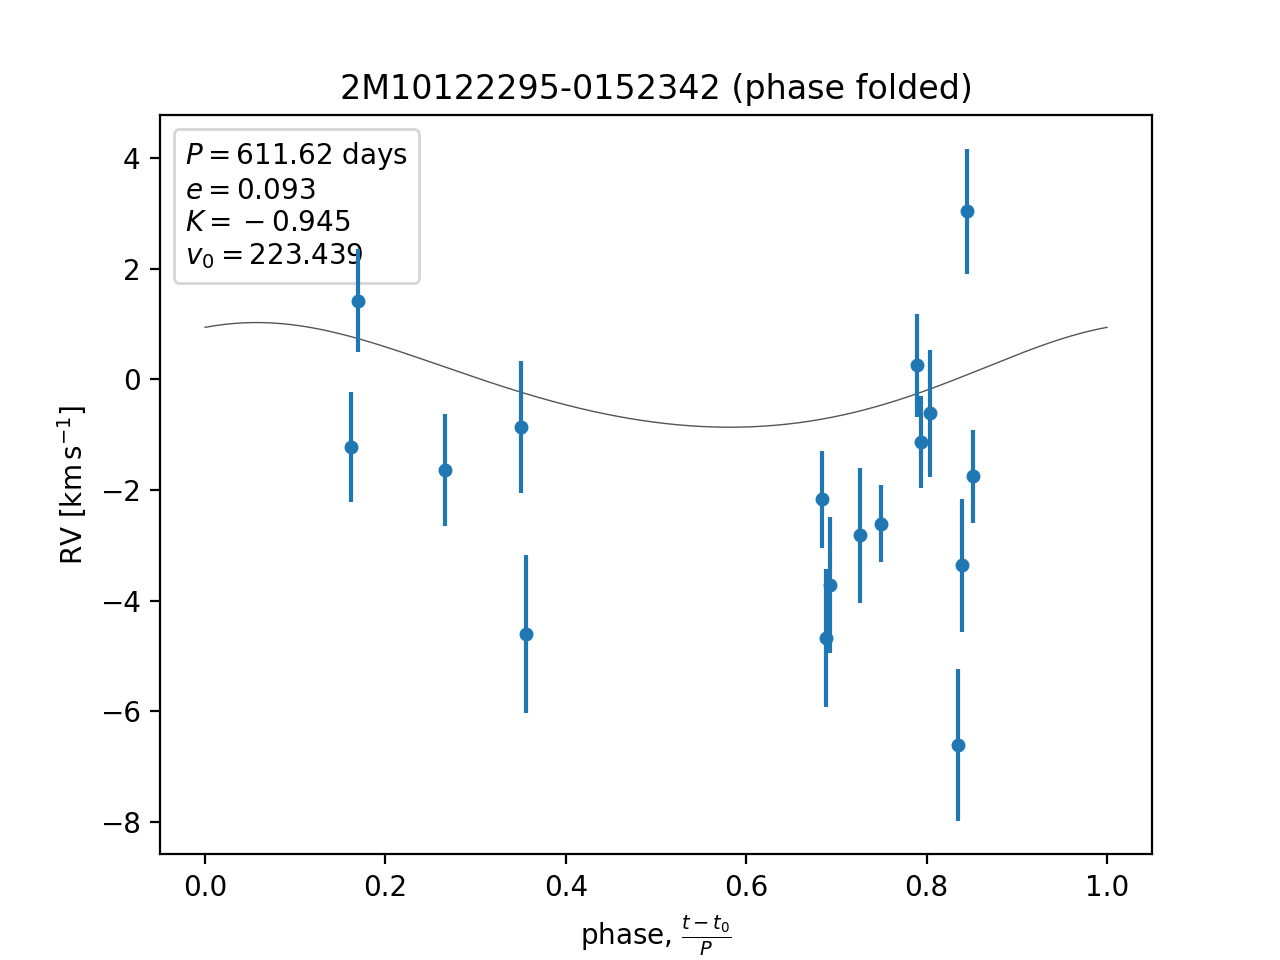 2M10122295-0152342 (phase folded)
P = 611.62 days
e = 0.093
K = −0.945
v₀ = 223.439
4
2
0
−2
−4
−6
−8
RV [km s⁻¹]
0.0 0.2 0.4 0.6 0.8 1.0
phase, (t − t₀)/P